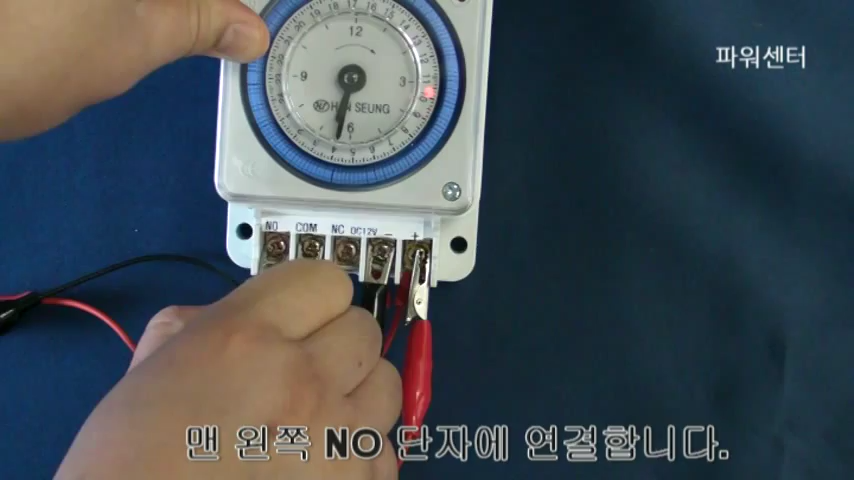 파워센터
12
3
9
6
HAN SEUNG
NO COM NC DC12V - +
맨 왼쪽 NO 단자에 연결합니다.